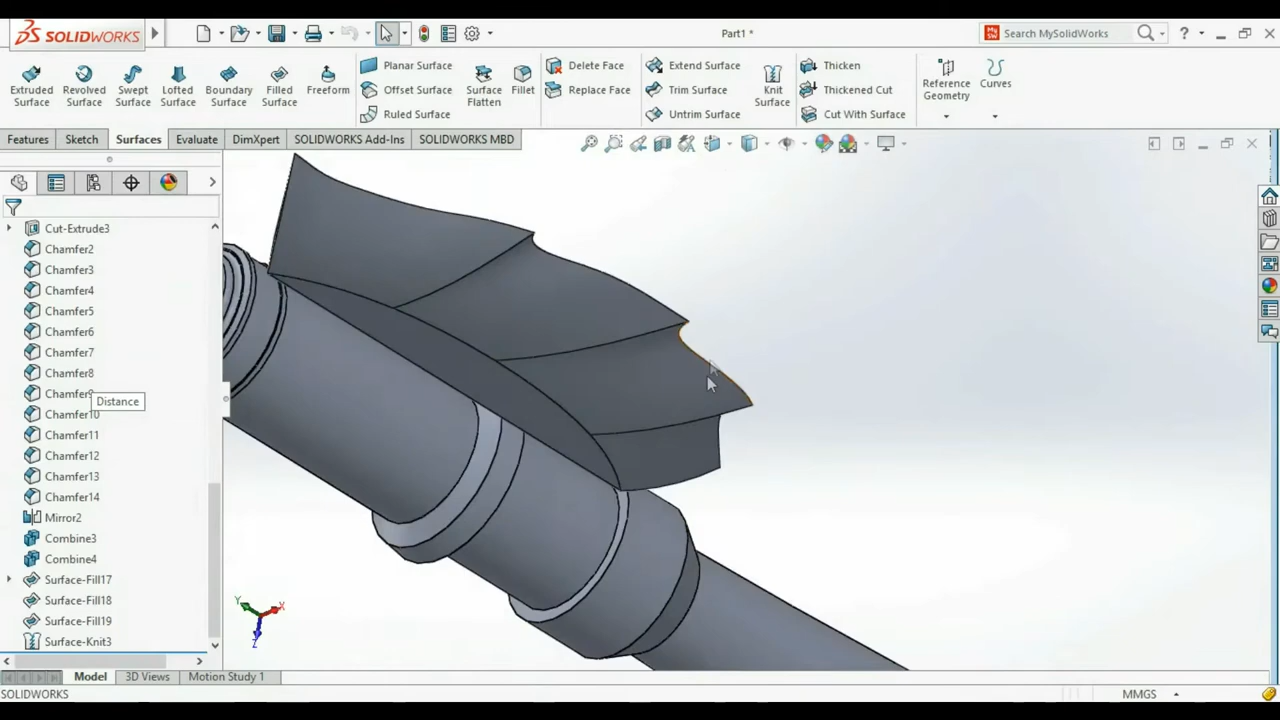 SOLIDWORKS
Part1 *
Search MySolidWorks
?
Extruded Surface
Revolved Surface
Swept Surface
Lofted Surface
Boundary Surface
Filled Surface
Freeform
Planar Surface
Offset Surface
Ruled Surface
Surface Flatten
Fillet
Delete Face
Replace Face
Extend Surface
Trim Surface
Untrim Surface
Knit Surface
Thicken
Thickened Cut
Cut With Surface
Reference Geometry
Curves
Features
Sketch
Surfaces
Evaluate
DimXpert
SOLIDWORKS Add-Ins
SOLIDWORKS MBD
Cut-Extrude3
Chamfer2
Chamfer3
Chamfer4
Chamfer5
Chamfer6
Chamfer7
Chamfer8
Chamfer9
Distance
Chamfer10
Chamfer11
Chamfer12
Chamfer13
Chamfer14
Mirror2
Combine3
Combine4
Surface-Fill17
Surface-Fill18
Surface-Fill19
Surface-Knit3
Y
X
Z
Model
3D Views
Motion Study 1
SOLIDWORKS
MMGS